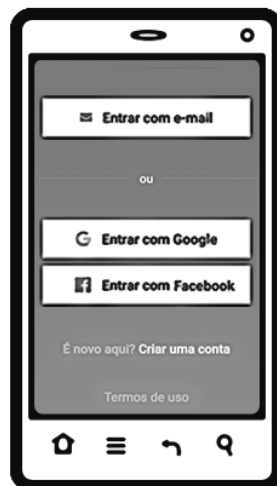 Entrar com e-mail
ou
Entrar com Google
Entrar com Facebook
É novo aqui? Criar uma conta
Termos de uso